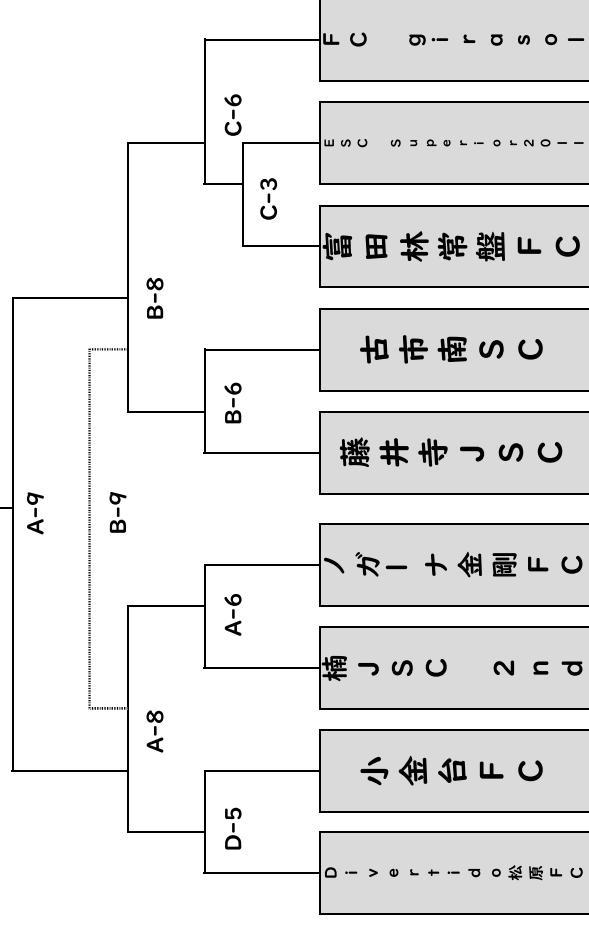 FC girasol
ESC Superior2011
富田林常盤FC
古市南SC
藤井寺JSC
ノガーナ金剛FC
楠JSC 2nd
小金台FC
Divertido松原FC
C-6
C-3
B-8
B-6
A-9
B-9
A-6
A-8
D-5